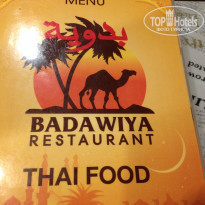 MENU
بدوية
BADAWIYA
RESTAURANT
THAI FOOD
TOP Hotels